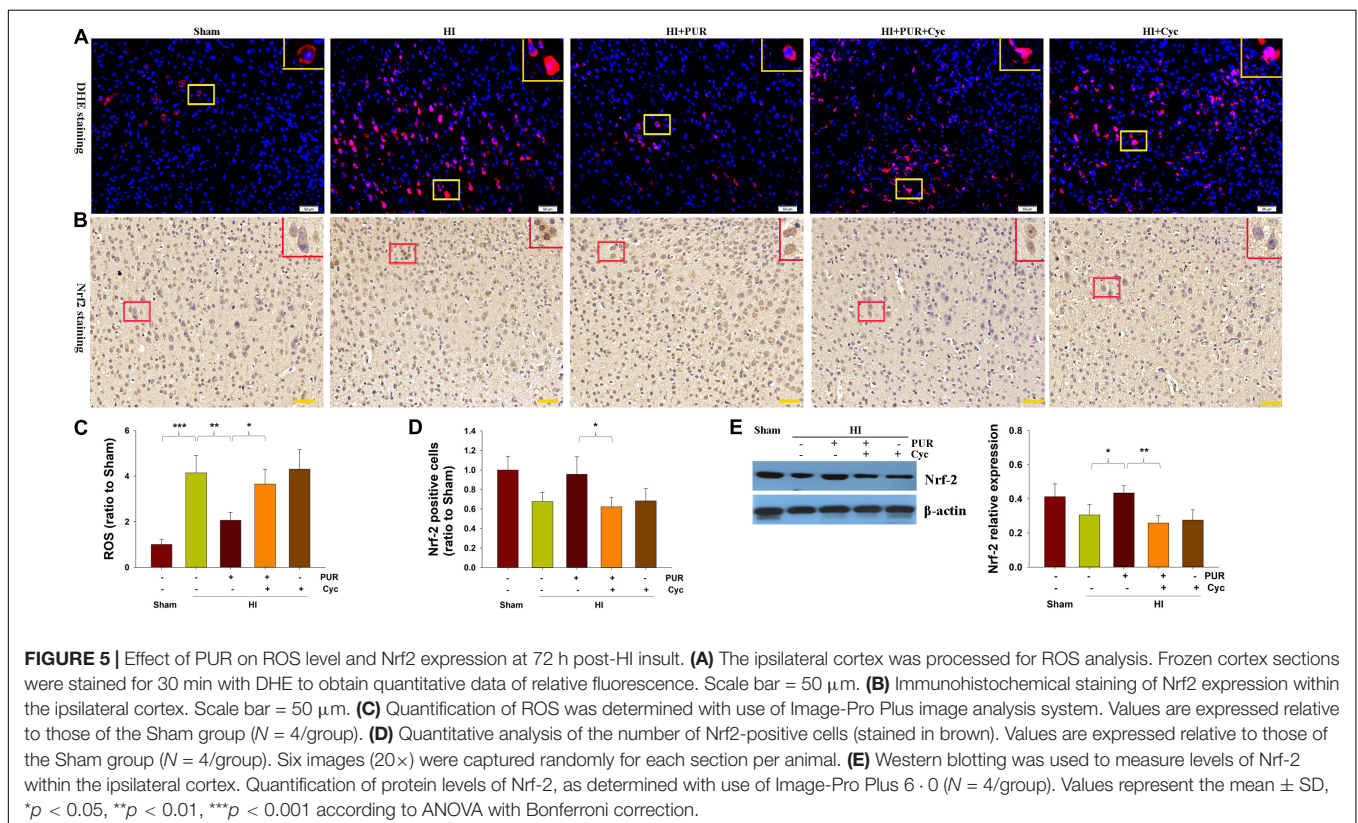 A
Sham
HI
HI+PUR
HI+PUR+Cyc
HI+Cyc
DHE staining
50 μm
50 μm
50 μm
50 μm
50 μm
B
Nrf2 staining
C
ROS (ratio to Sham)
6
4
2
0
*** ** *
- - + + - PUR
- - + + Cyc
Sham HI
D
Nrf-2 positive cells
(ratio to Sham)
1.4
1.2
1.0
0.8
0.6
0.4
0.2
0.0
*
- - + + - PUR
- - + + Cyc
Sham HI
E
Sham HI
- + + - PUR
- + + Cyc
Nrf-2
β-actin
Nrf-2 relative expression
0.8
0.6
0.4
0.2
0.0
* **
- - + + - PUR
- - + + Cyc
Sham HI
FIGURE 5 | Effect of PUR on ROS level and Nrf2 expression at 72 h post-HI insult. (A) The ipsilateral cortex was processed for ROS analysis. Frozen cortex sections
were stained for 30 min with DHE to obtain quantitative data of relative fluorescence. Scale bar = 50 μm. (B) Immunohistochemical staining of Nrf2 expression within
the ipsilateral cortex. Scale bar = 50 μm. (C) Quantification of ROS was determined with use of Image-Pro Plus image analysis system. Values are expressed relative
to those of the Sham group (N = 4/group). (D) Quantitative analysis of the number of Nrf2-positive cells (stained in brown). Values are expressed relative to those of
the Sham group (N = 4/group). Six images (20×) were captured randomly for each section per animal. (E) Western blotting was used to measure levels of Nrf-2
within the ipsilateral cortex. Quantification of protein levels of Nrf-2, as determined with use of Image-Pro Plus 6 · 0 (N = 4/group). Values represent the mean ± SD,
*p < 0.05, **p < 0.01, ***p < 0.001 according to ANOVA with Bonferroni correction.